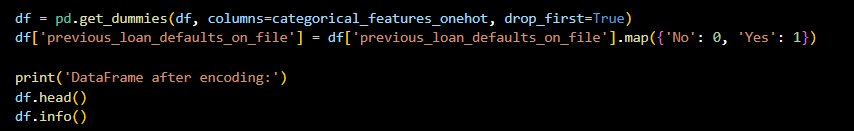 df = pd.get_dummies(df, columns=categorical_features_onehot, drop_first=True)
df['previous_loan_defaults_on_file'] = df['previous_loan_defaults_on_file'].map({'No': 0, 'Yes': 1})
print('DataFrame after encoding:')
df.head()
df.info()